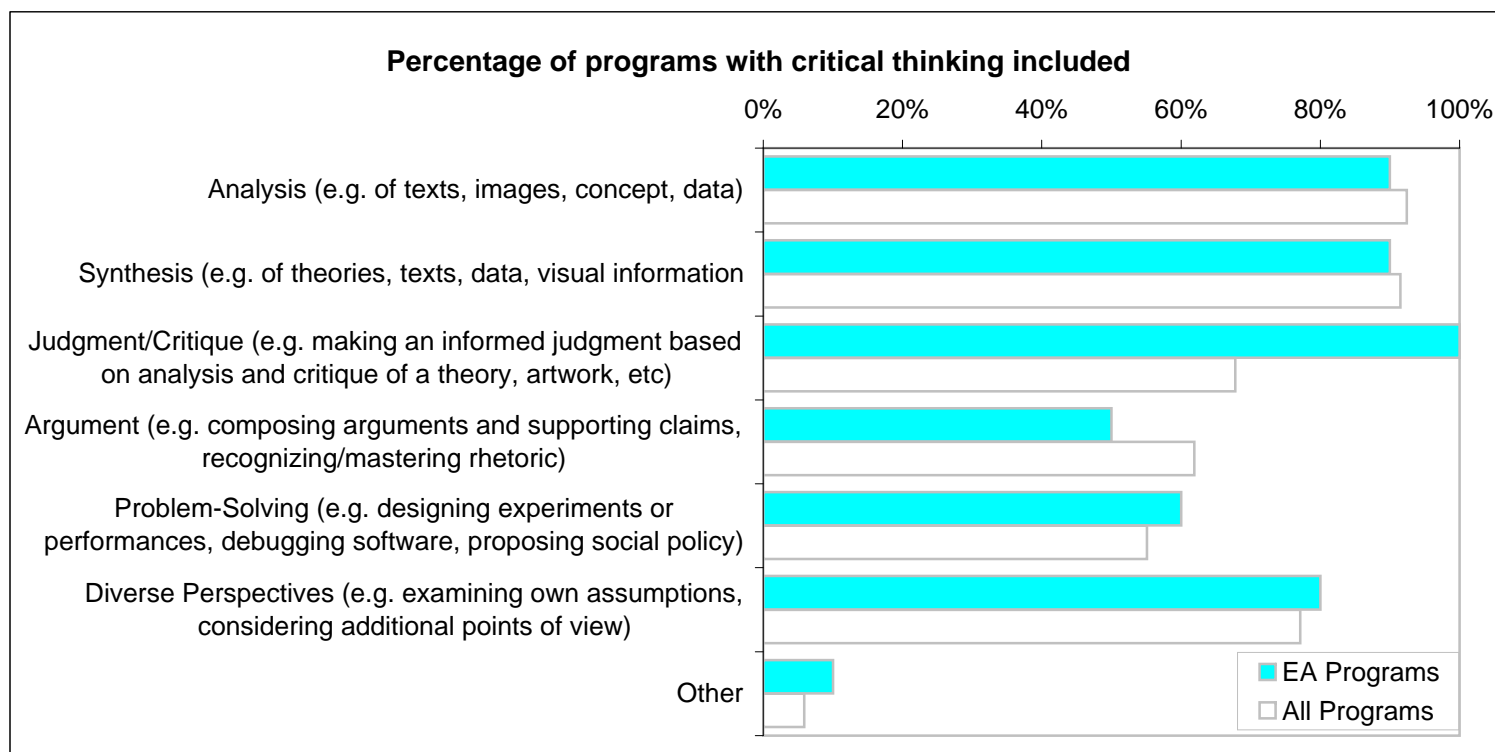 Percentage of programs with critical thinking included
0% 20% 40% 60% 80% 100%
Analysis (e.g. of texts, images, concept, data)
Synthesis (e.g. of theories, texts, data, visual information
Judgment/Critique (e.g. making an informed judgment based
on analysis and critique of a theory, artwork, etc)
Argument (e.g. composing arguments and supporting claims,
recognizing/mastering rhetoric)
Problem-Solving (e.g. designing experiments or
performances, debugging software, proposing social policy)
Diverse Perspectives (e.g. examining own assumptions,
considering additional points of view)
Other
EA Programs
All Programs